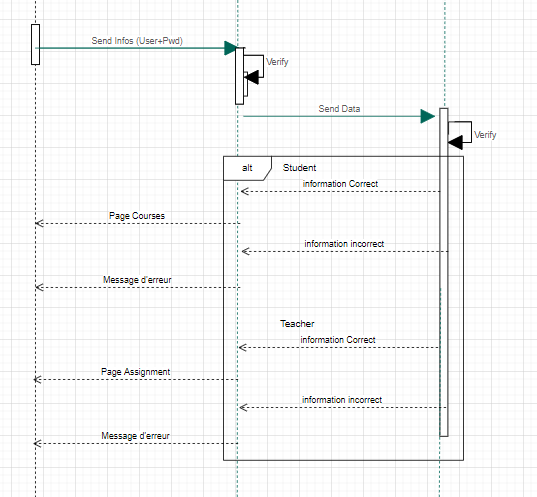 Send Infos (User+Pwd)
Verify
Send Data
Verify
alt
Student
information Correct
Page Courses
information incorrect
Message d'erreur
Teacher
information Correct
Page Assignment
information incorrect
Message d'erreur